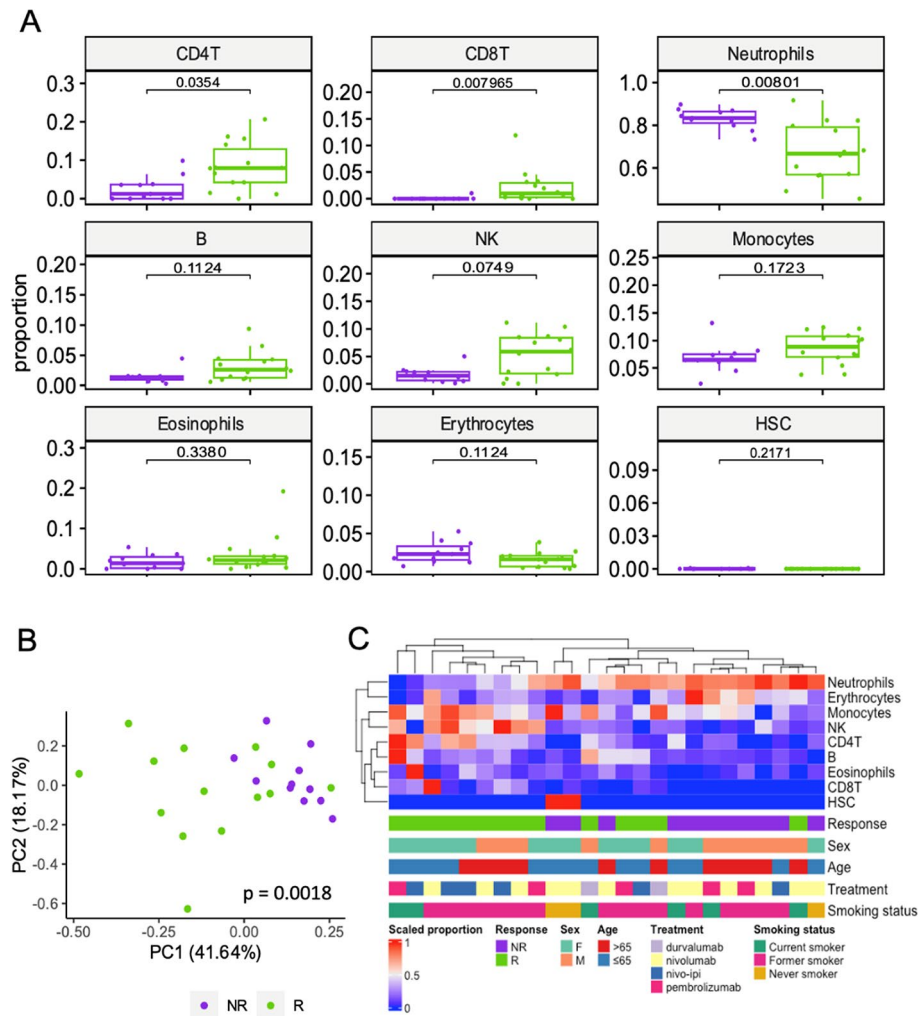 A
CD4T CD8T Neutrophils
0.3 0.2 0.1 0.0 0.0354
0.20 0.15 0.10 0.05 0.00 0.007965
1.0 0.8 0.6 0.00801
B NK Monocytes
proportion
0.20 0.15 0.10 0.05 0.00 0.1124
0.20 0.15 0.10 0.05 0.00 0.0749
0.25 0.20 0.15 0.10 0.05 0.1723
Eosinophils Erythrocytes HSC
0.3 0.2 0.1 0.0 0.3380
0.15 0.10 0.05 0.00 0.1124
0.09 0.06 0.03 0.00 0.2171
B
PC2 (18.17%)
0.2
0.0
-0.2
-0.4
-0.6
p = 0.0018
-0.50 -0.25 0.00 0.25
PC1 (41.64%)
NR R
C
Neutrophils
Erythrocytes
Monocytes
NK
CD4T
B
Eosinophils
CD8T
HSC
Response
Sex
Age
Treatment
Smoking status
Scaled proportion Response Sex Age Treatment Smoking status
1 NR F >65 durvalumab Current smoker
R M ≤65 nivolumab Former smoker
0.5 nivo-ipi Never smoker
pembrolizumab
0